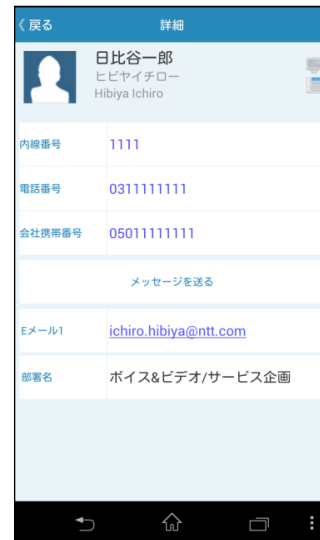 《 戻る 詳細
日比谷一郎
ヒビヤイチロー
Hibiya Ichiro
内線番号 1111
電話番号 0311111111
会社携帯番号 05011111111
メッセージを送る
Eメール1 ichiro.hibiya@ntt.com
部署名 ボイス&ビデオ/サービス企画